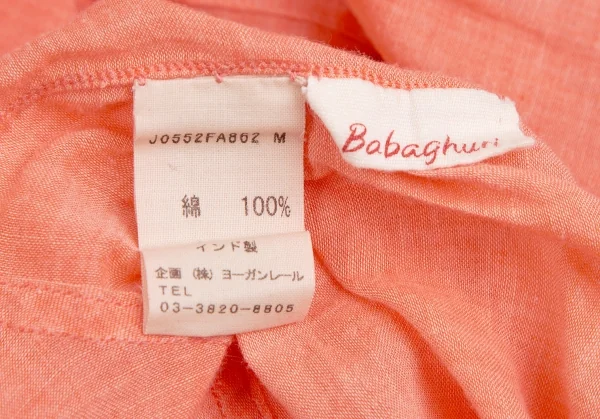 J0552FA862 M
Babaghuri
綿 100%
インド製
企画 (株) ヨーガンレール
TEL
03-3820-8805